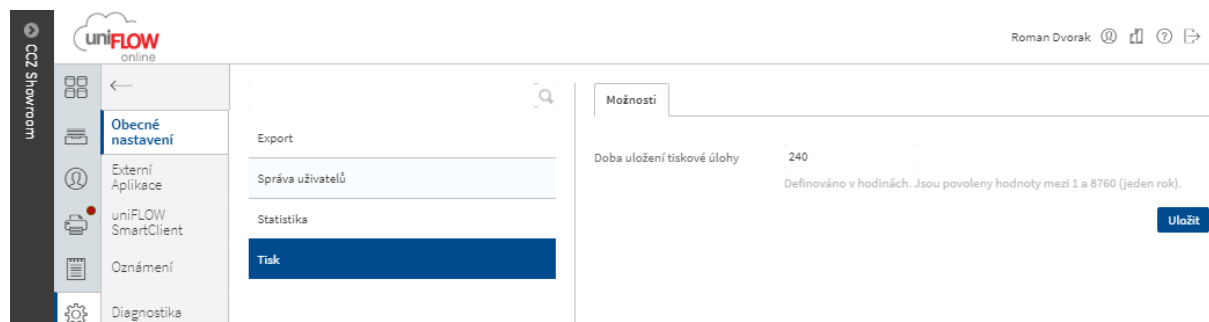 CCZ Showroom
uniFLOW
online
Roman Dvorak
Obecné
nastavení
Externí
Aplikace
uniFLOW
SmartClient
Oznámení
Diagnostika
Export
Správa uživatelů
Statistika
Tisk
Možnosti
Doba uložení tiskové úlohy
240
Definováno v hodinách. Jsou povoleny hodnoty mezi 1 a 8760 (jeden rok).
Uložit